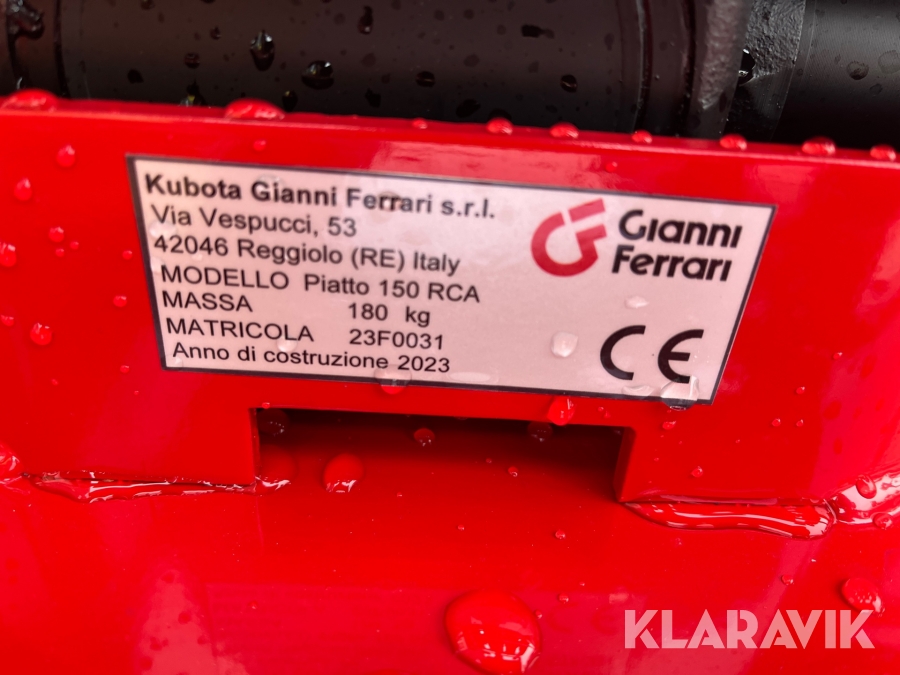 Kubota Gianni Ferrari s.r.l.
Via Vespucci, 53
42046 Reggiolo (RE) Italy
MODELLO Piatto 150 RCA
MASSA 180 kg
MATRICOLA 23F0031
Anno di costruzione 2023
Gianni
Ferrari
CE
KLARAVIK